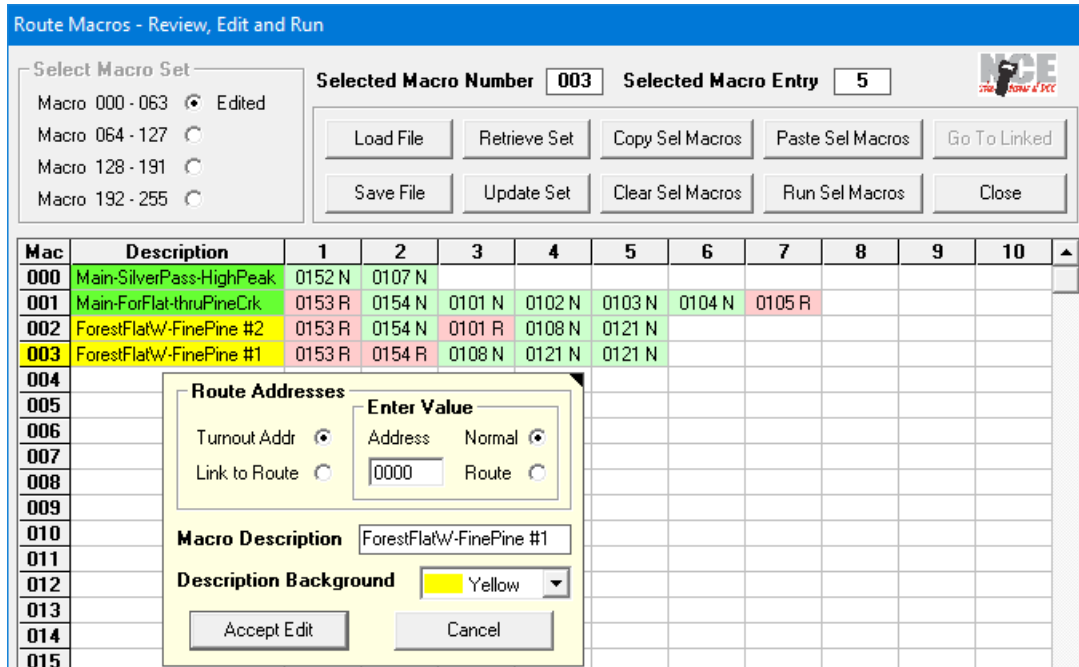 Route Macros - Review, Edit and Run
Select Macro Set
Macro 000 - 063 Edited
Macro 064 - 127
Macro 128 - 191
Macro 192 - 255
Selected Macro Number 003 Selected Macro Entry 5
NCE
Load File Retrieve Set Copy Sel Macros Paste Sel Macros Go To Linked
Save File Update Set Clear Sel Macros Run Sel Macros Close
Mac Description 1 2 3 4 5 6 7 8 9 10
000 Main-SilverPass-HighPeak 0152 N 0107 N
001 Main-ForFlat-thruPineCrk 0153 R 0154 N 0101 N 0102 N 0103 N 0104 N 0105 R
002 ForestFlatW-FinePine #2 0153 R 0154 N 0101 R 0108 N 0121 N
003 ForestFlatW-FinePine #1 0153 R 0154 R 0108 N 0121 N 0121 N
004
005
006
007
008
009
010
011
012
013
014
015
Route Addresses
Enter Value
Turnout Addr Address Normal
Link to Route 0000 Route
Macro Description ForestFlatW-FinePine #1
Description Background Yellow
Accept Edit Cancel